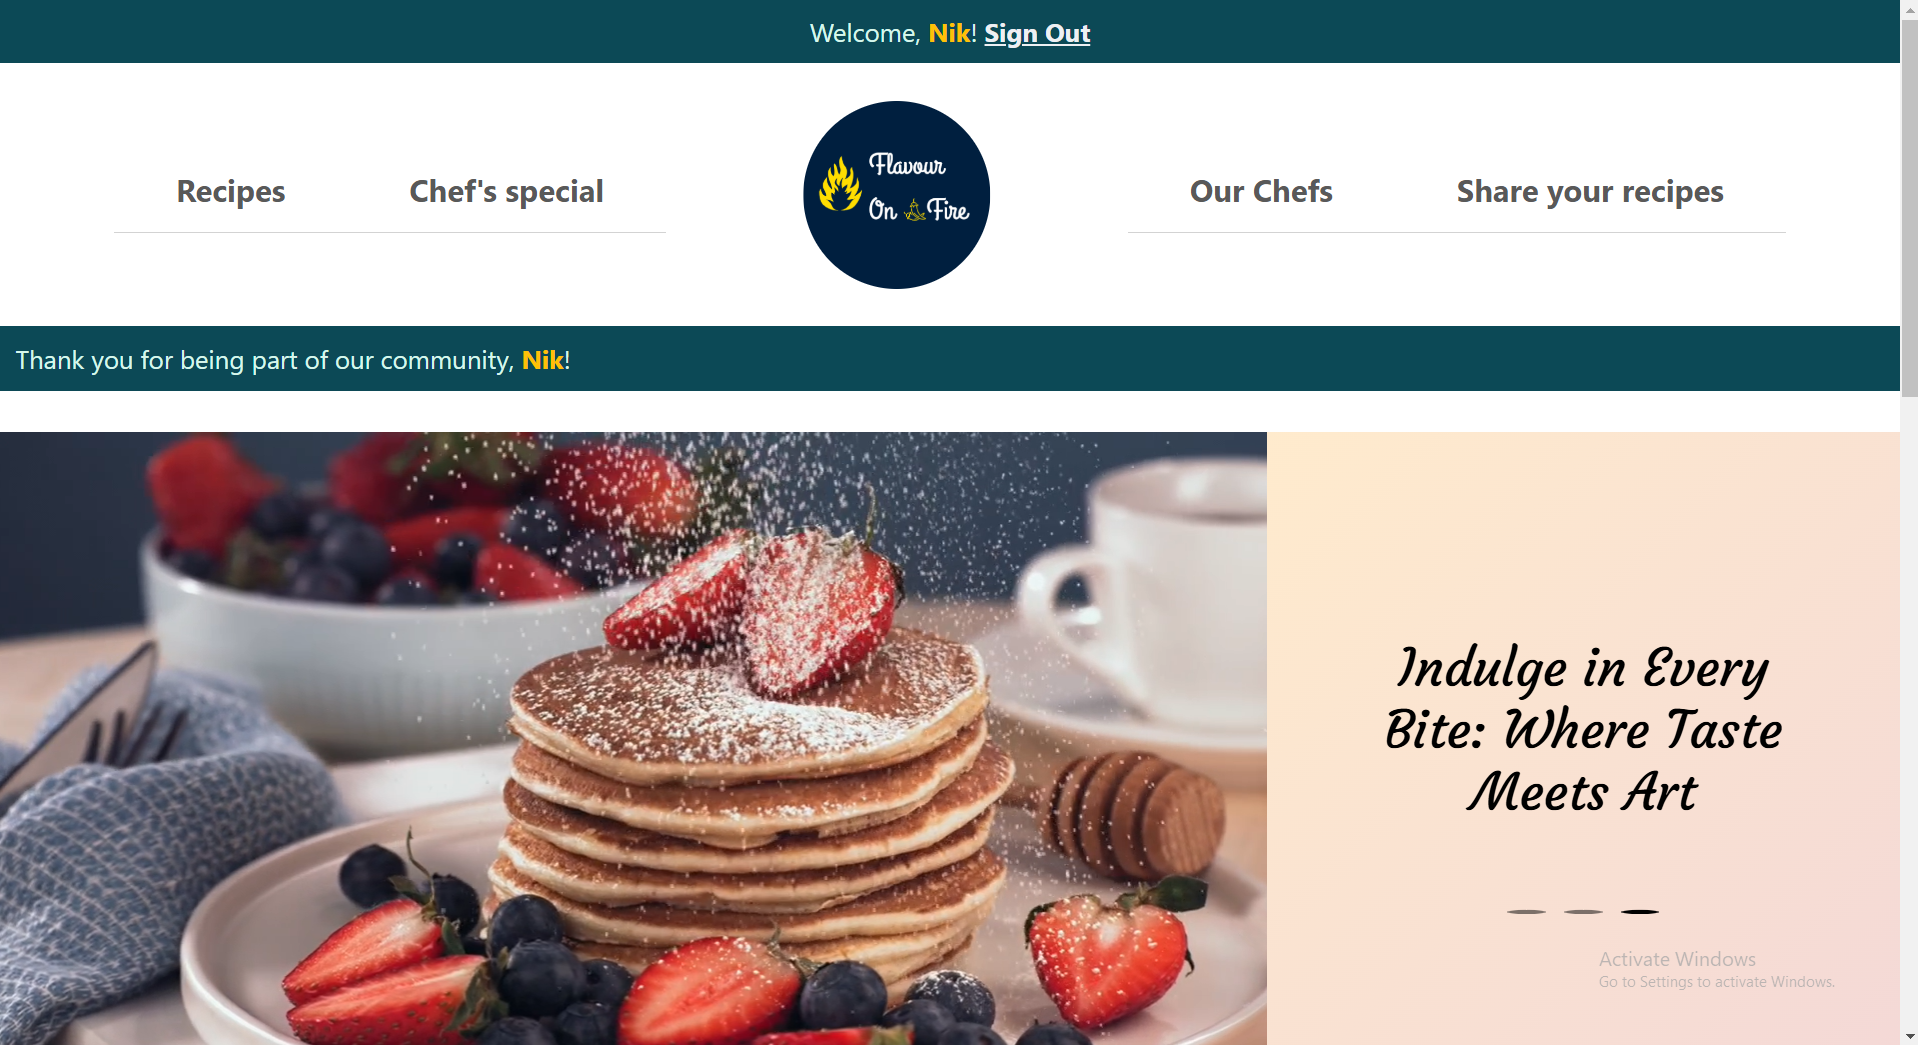 Welcome, Nik! Sign Out
Recipes
Chef's special
Flavour
On Fire
Our Chefs
Share your recipes
Thank you for being part of our community, Nik!
Indulge in Every
Bite: Where Taste
Meets Art
Activate Windows
Go to Settings to activate Windows.